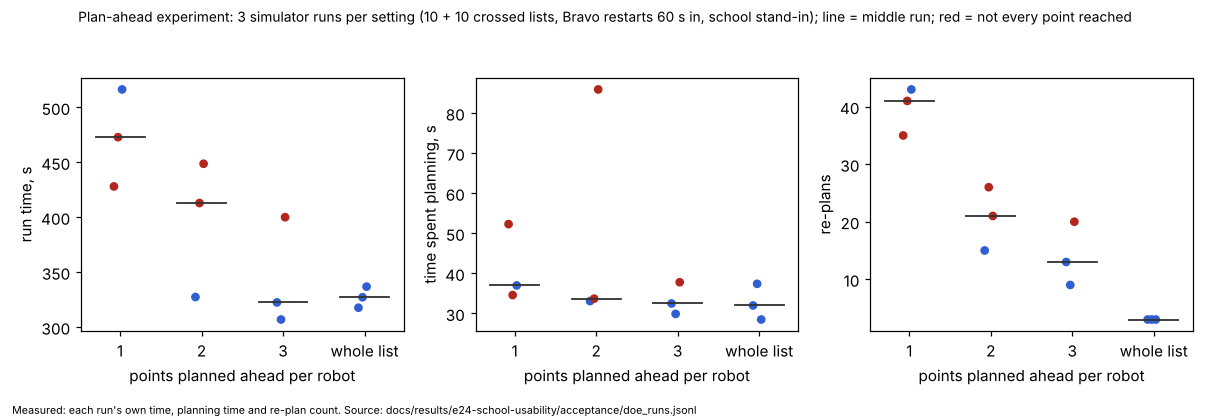 Plan-ahead experiment: 3 simulator runs per setting (10 + 10 crossed lists, Bravo restarts 60 s in, school stand-in); line = middle run; red = not every point reached
run time, s
500
450
400
350
300
1
2
3
whole list
points planned ahead per robot
time spent planning, s
80
70
60
50
40
30
1
2
3
whole list
points planned ahead per robot
re-plans
40
30
20
10
1
2
3
whole list
points planned ahead per robot
Measured: each run's own time, planning time and re-plan count. Source: docs/results/e24-school-usability/acceptance/doe_runs.jsonl